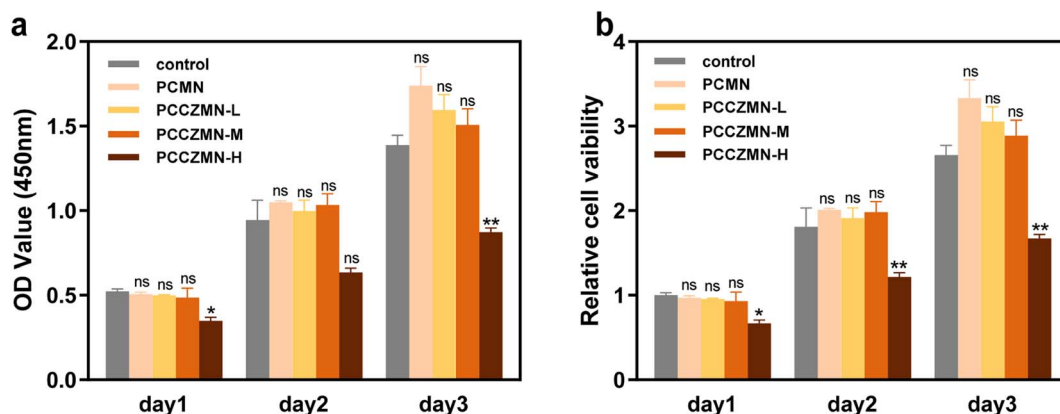 a
OD Value (450nm)
2.0
1.5
1.0
0.5
0.0
control
PCMN
PCCZMN-L
PCCZMN-M
PCCZMN-H
ns
ns
ns
*
ns
ns
ns
ns
ns
ns
ns
**
day1
day2
day3
b
Relative cell vaibility
4
3
2
1
0
control
PCMN
PCCZMN-L
PCCZMN-M
PCCZMN-H
ns
ns
ns
*
ns
ns
ns
**
ns
ns
ns
**
day1
day2
day3